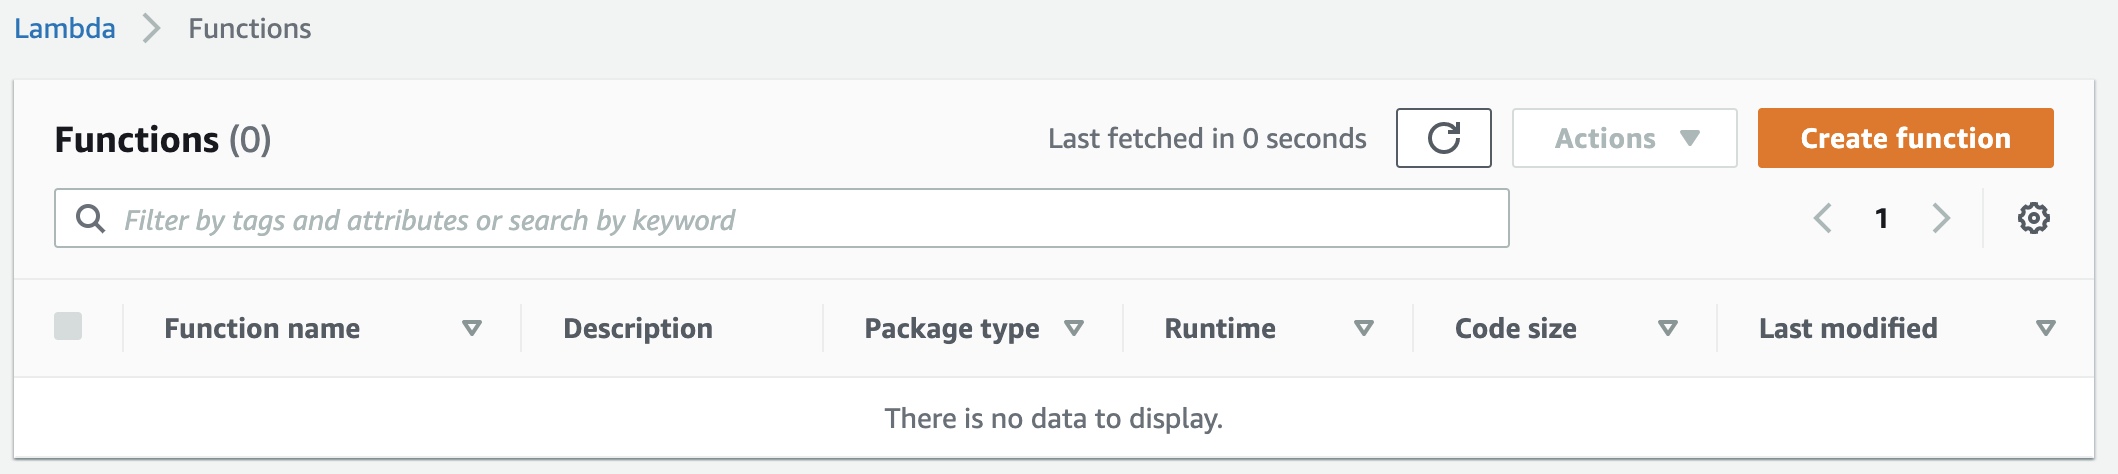 Lambda Functions
Functions (0) Last fetched in 0 seconds Actions Create function
Filter by tags and attributes or search by keyword 1
Function name Description Package type Runtime Code size Last modified
There is no data to display.